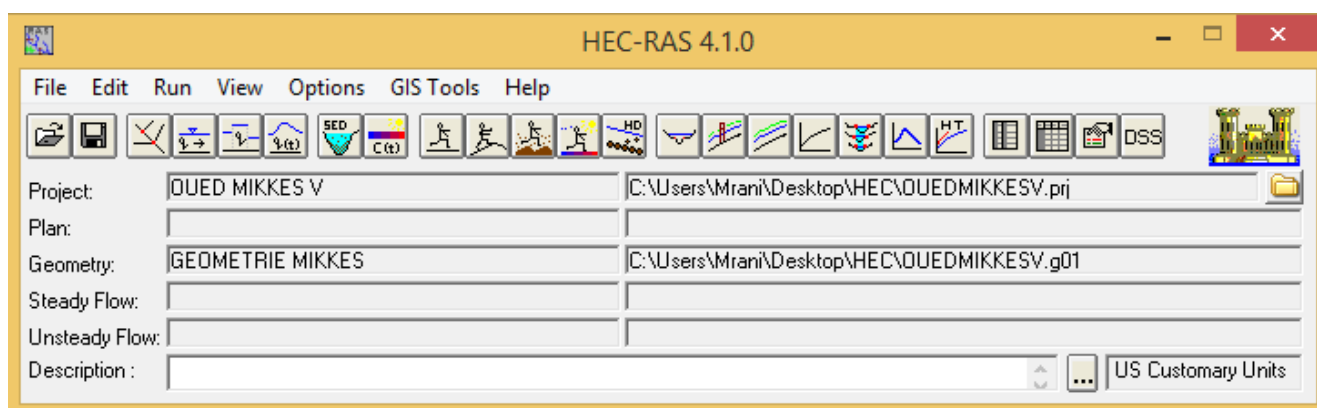 HEC-RAS 4.1.0
File Edit Run View Options GIS Tools Help
SED C(t) HD HT DSS
Project: OUED MIKKES V C:\Users\Mrani\Desktop\HEC\OUEDMIKKESV.prj
Plan:
Geometry: GEOMETRIE MIKKES C:\Users\Mrani\Desktop\HEC\OUEDMIKKESV.g01
Steady Flow:
Unsteady Flow:
Description : ... US Customary Units